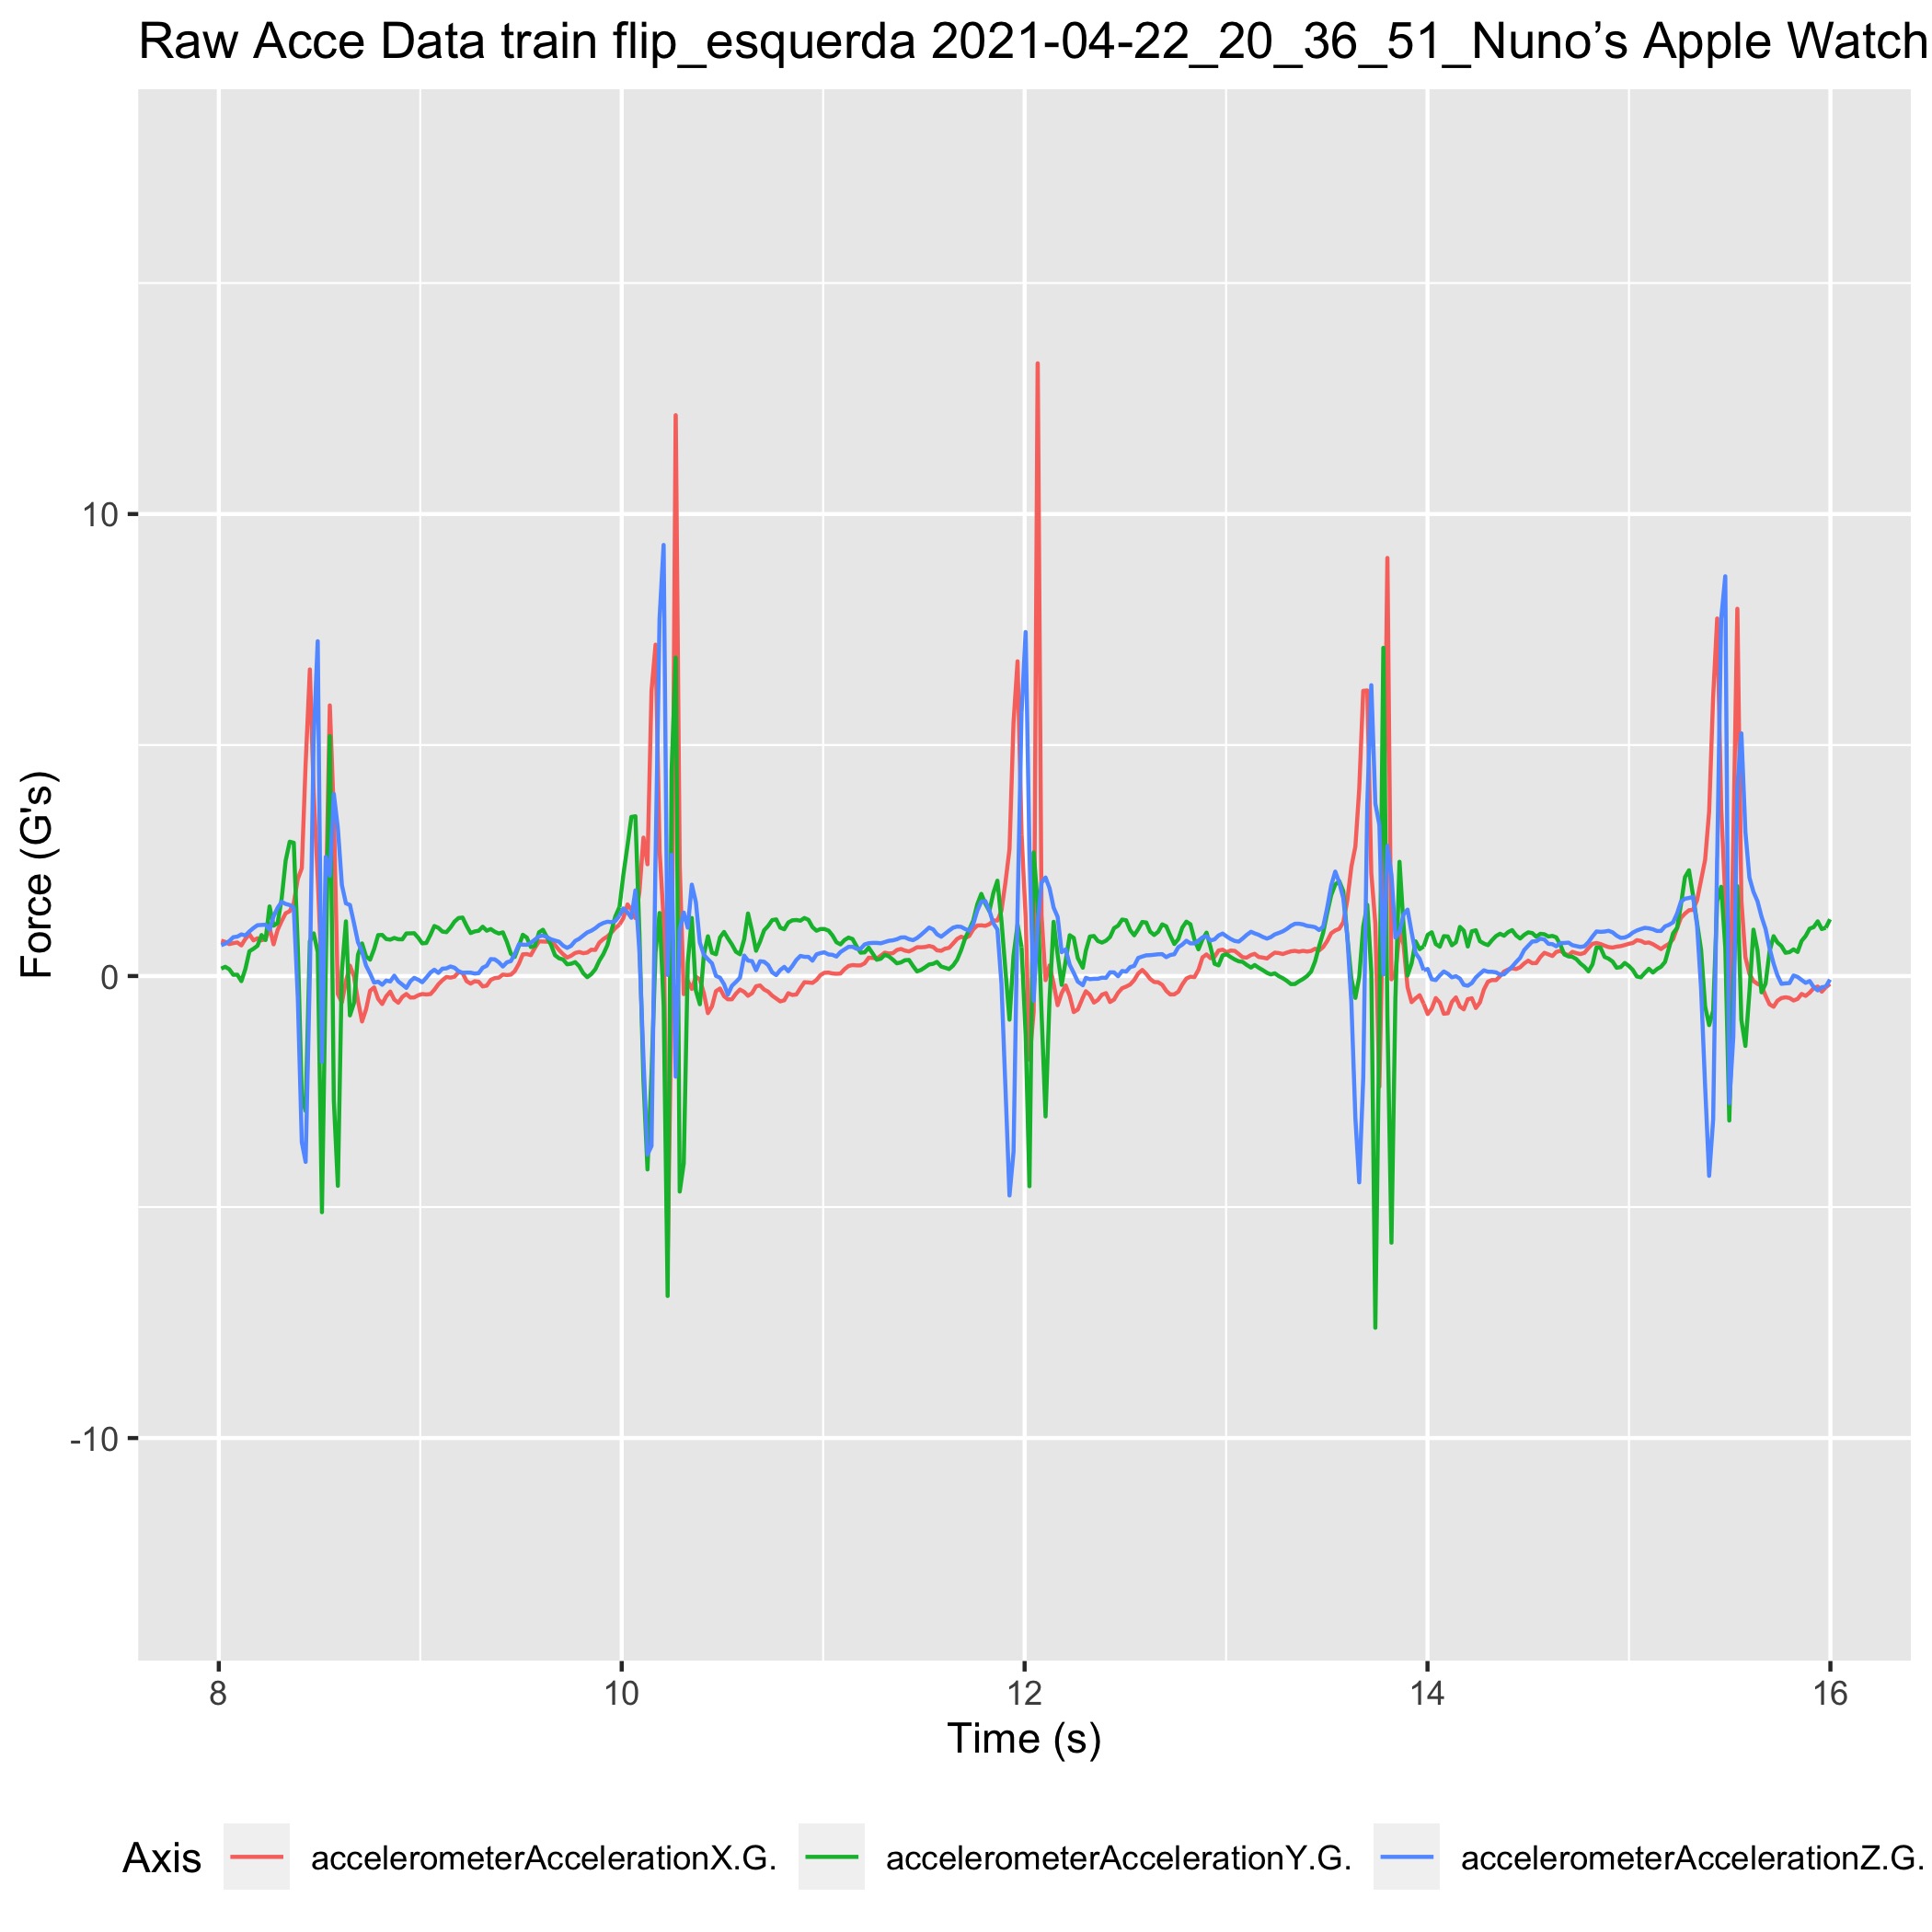 Raw Acce Data train flip_esquerda 2021-04-22_20_36_51_Nuno’s Apple Watch
Force (G's)
10
0
-10
8 10 12 14 16
Time (s)
Axis accelerometerAccelerationX.G. accelerometerAccelerationY.G. accelerometerAccelerationZ.G.